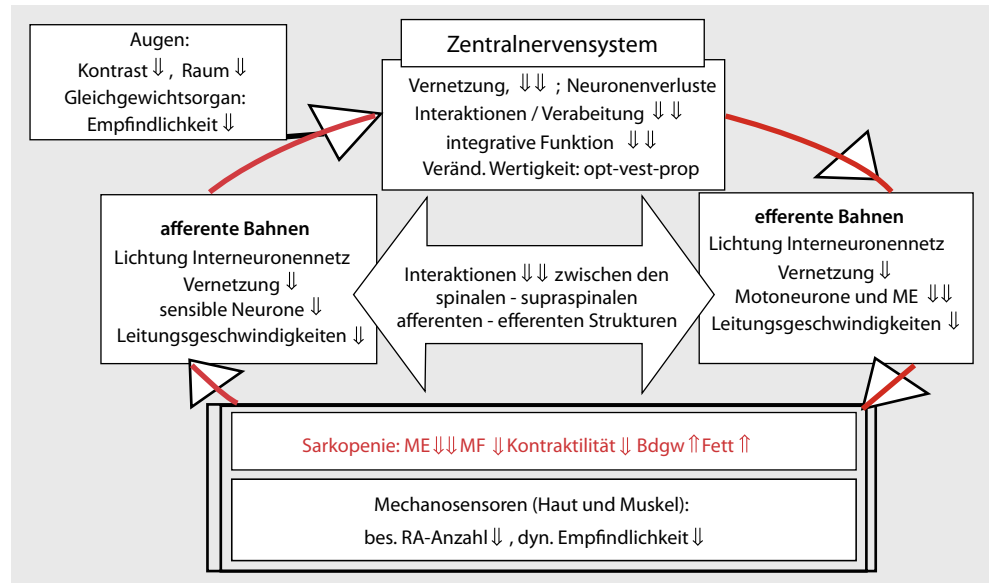 Augen:
Kontrast ⇓ , Raum ⇓
Gleichgewichtsorgan:
Empfindlichkeit ⇓
Zentralnervensystem
Vernetzung, ⇓⇓ ; Neuronenverluste
Interaktionen / Verabeitung ⇓⇓
integrative Funktion ⇓⇓
Veränd. Wertigkeit: opt-vest-prop
afferente Bahnen
Lichtung Interneuronennetz
Vernetzung ⇓
sensible Neurone ⇓
Leitungsgeschwindigkeiten ⇓
Interaktionen ⇓⇓ zwischen den
spinalen - supraspinalen
afferenten - efferenten Strukturen
efferente Bahnen
Lichtung Interneuronennetz
Vernetzung ⇓
Motoneurone und ME ⇓⇓
Leitungsgeschwindigkeiten ⇓
Sarkopenie: ME ⇓⇓ MF ⇓ Kontraktilität ⇓ Bdgw ⇑ Fett ⇑
Mechanosensoren (Haut und Muskel):
bes. RA-Anzahl ⇓ , dyn. Empfindlichkeit ⇓